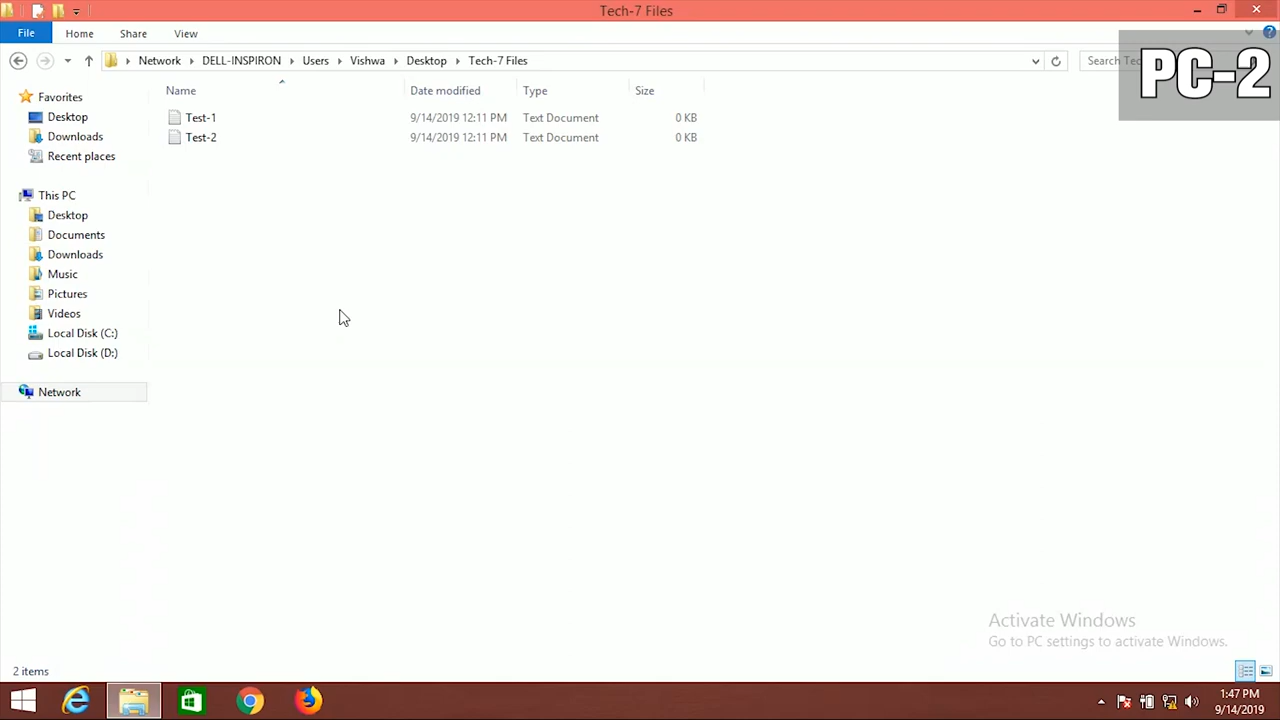 Tech-7 Files
File Home Share View
Network DELL-INSPIRON Users Vishwa Desktop Tech-7 Files
Search Tec
PC-2
Name Date modified Type Size
Test-1 9/14/2019 12:11 PM Text Document 0 KB
Test-2 9/14/2019 12:11 PM Text Document 0 KB
Favorites
Desktop
Downloads
Recent places
This PC
Desktop
Documents
Downloads
Music
Pictures
Videos
Local Disk (C:)
Local Disk (D:)
Network
Activate Windows
Go to PC settings to activate Windows.
2 items
1:47 PM
9/14/2019